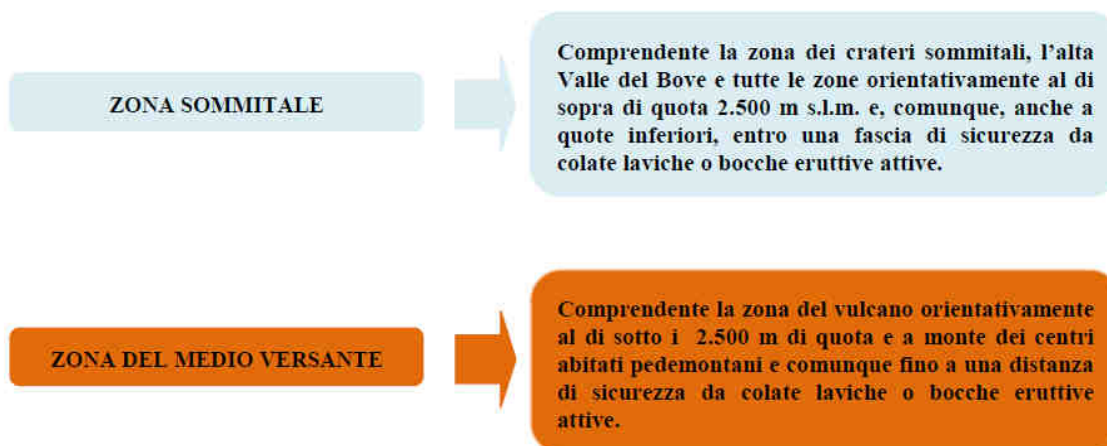 ZONA SOMMITALE
Comprendente la zona dei crateri sommitali, l'alta
Valle del Bove e tutte le zone orientativamente al di
sopra di quota 2.500 m s.l.m. e, comunque, anche a
quote inferiori, entro una fascia di sicurezza da
colate laviche o bocche eruttive attive.
ZONA DEL MEDIO VERSANTE
Comprendente la zona del vulcano orientativamente
al di sotto i 2.500 m di quota e a monte dei centri
abitati pedemontani e comunque fino a una distanza
di sicurezza da colate laviche o bocche eruttive
attive.